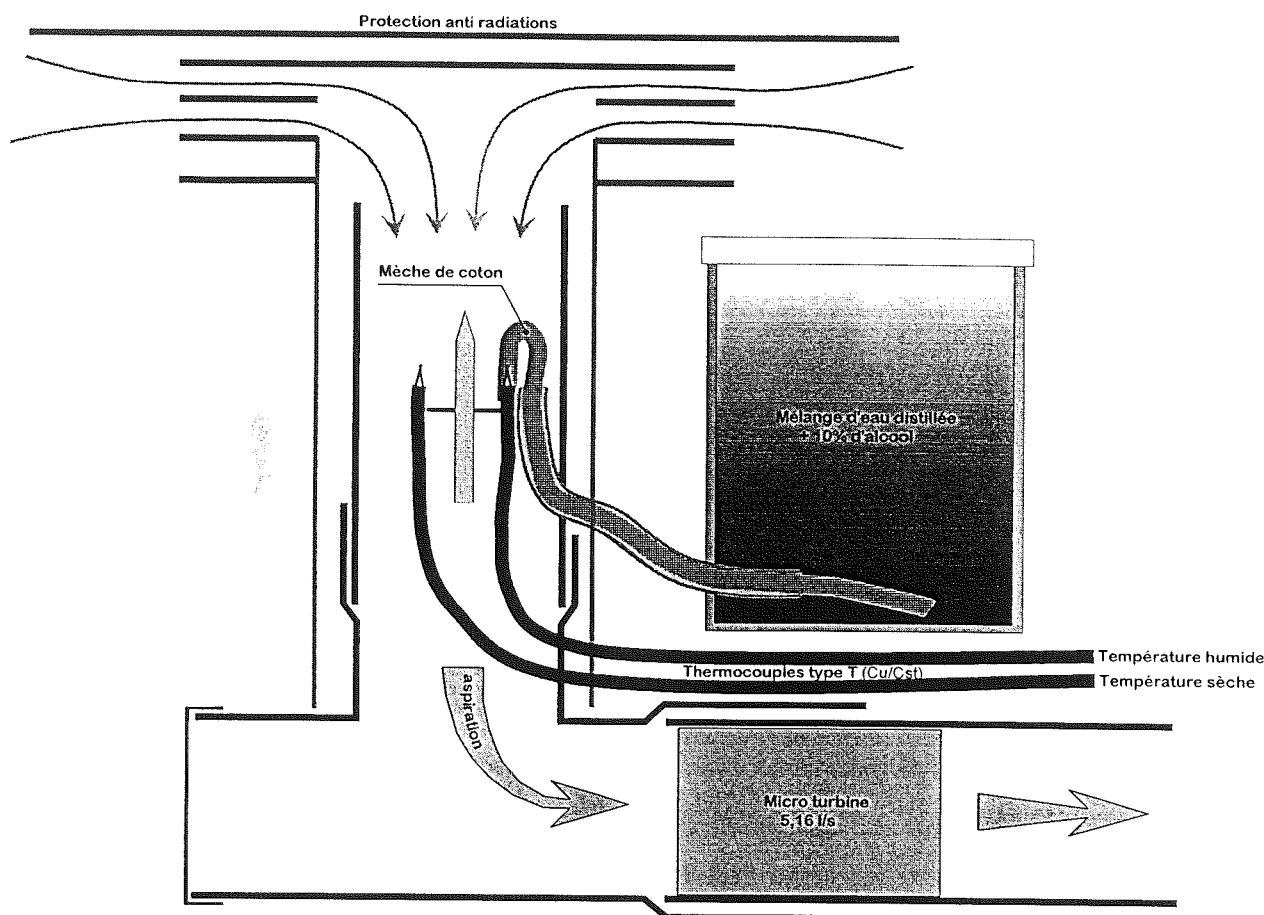 Protection anti radiations
Mèche de coton
Mélange d'eau distillée
+ 10% d'alcool
Température humide
Thermocouples type T (Cu/Cst)
Température sèche
aspiration
Micro turbine
5,16 l/s